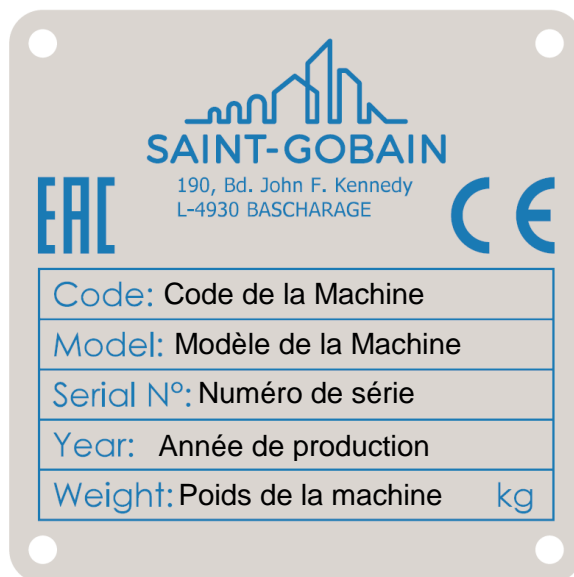 SAINT-GOBAIN
190, Bd. John F. Kennedy
L-4930 BASCHARAGE
EAC CE
Code: Code de la Machine
Model: Modèle de la Machine
Serial N°: Numéro de série
Year: Année de production
Weight: Poids de la machine kg